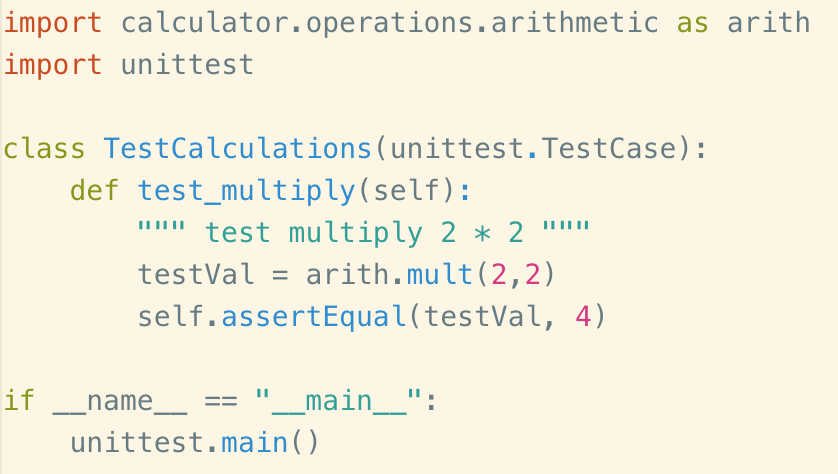 import calculator.operations.arithmetic as arith
import unittest

class TestCalculations(unittest.TestCase):
    def test_multiply(self):
        """ test multiply 2 * 2 """
        testVal = arith.mult(2,2)
        self.assertEqual(testVal, 4)

if __name__ == "__main__":
    unittest.main()